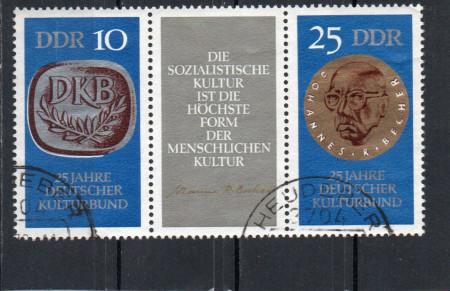 DDR 10
DKB
25 JAHRE
DEUTSCHER
KULTURBUND
DIE
SOZIALISTISCHE
KULTUR
IST DIE
HÖCHSTE
FORM
DER
MENSCHLICHEN
KULTUR
25 DDR
JOHANNES · R · BECHER
25 JAHRE
DEUTSCHER
KULTURBUND